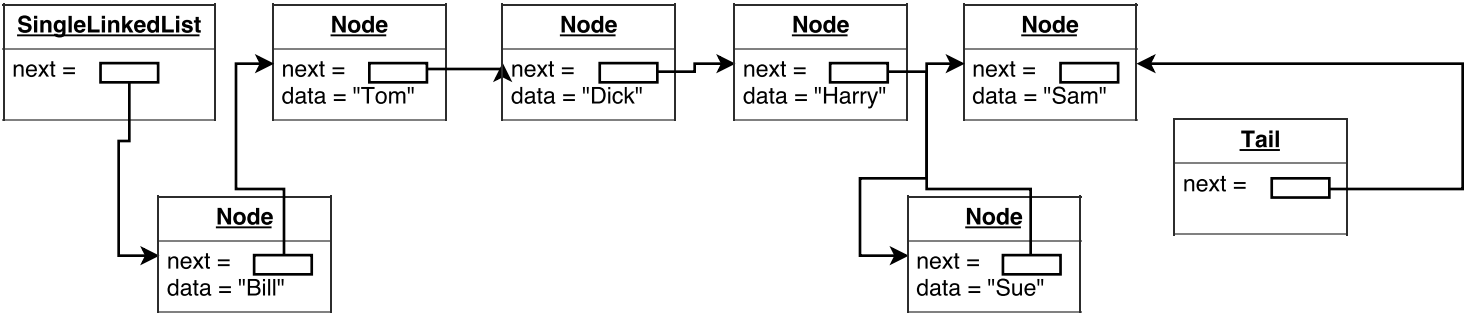 SingleLinkedList
next =
Node
next =
data = "Tom"
Node
next =
data = "Dick"
Node
next =
data = "Harry"
Node
next =
data = "Sam"
Tail
next =
Node
next =
data = "Bill"
Node
next =
data = "Sue"